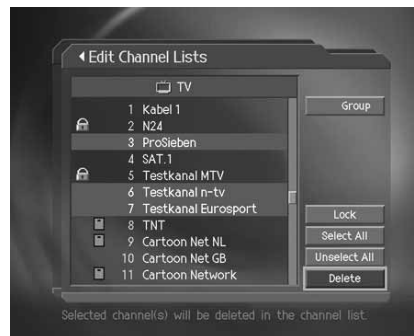 Edit Channel Lists
TV
1 Kabel 1
2 N24
3 ProSieben
4 SAT.1
5 Testkanal MTV
6 Testkanal n-tv
7 Testkanal Eurosport
8 TNT
9 Cartoon Net NL
10 Cartoon Net GB
11 Cartoon Network
Group
Lock
Select All
Unselect All
Delete
Selected channel(s) will be deleted in the channel list.